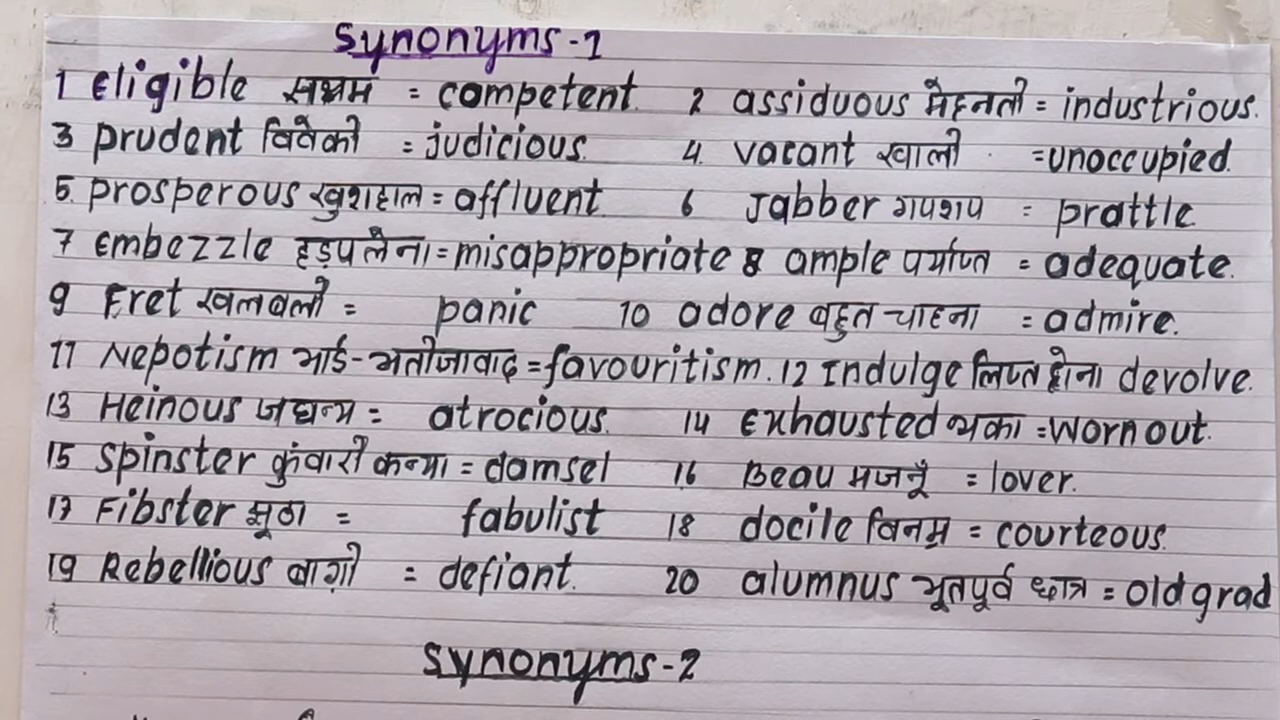 Synonyms-1
1 Eligible सक्षम = competent. 2 assiduous मेहनती = industrious.
3 prudent विवेकी = judicious. 4. vacant खाली = unoccupied.
5. prosperous खुशहाल = affluent. 6 Jabber गपशप = prattle
7 Embezzle हड़पलेना = misappropriate 8 ample पर्याप्त = adequate.
9 Fret खलबली = panic 10 adore बहुत चाहना = admire.
11 Nepotism भाई-भतीजावाद = favouritism. 12 Indulge लिप्त होना devolve.
13 Heinous जघन्य = atrocious. 14 Exhausted थका = worn out.
15 Spinster कुंवारी कन्या = damsel 16 Beau मजनूँ = lover.
17 Fibster झूठा = fabulist 18 docile विनम्र = courteous.
19 Rebellious बाग़ी = defiant. 20 alumnus भूतपूर्व छात्र = old grad
Synonyms-2